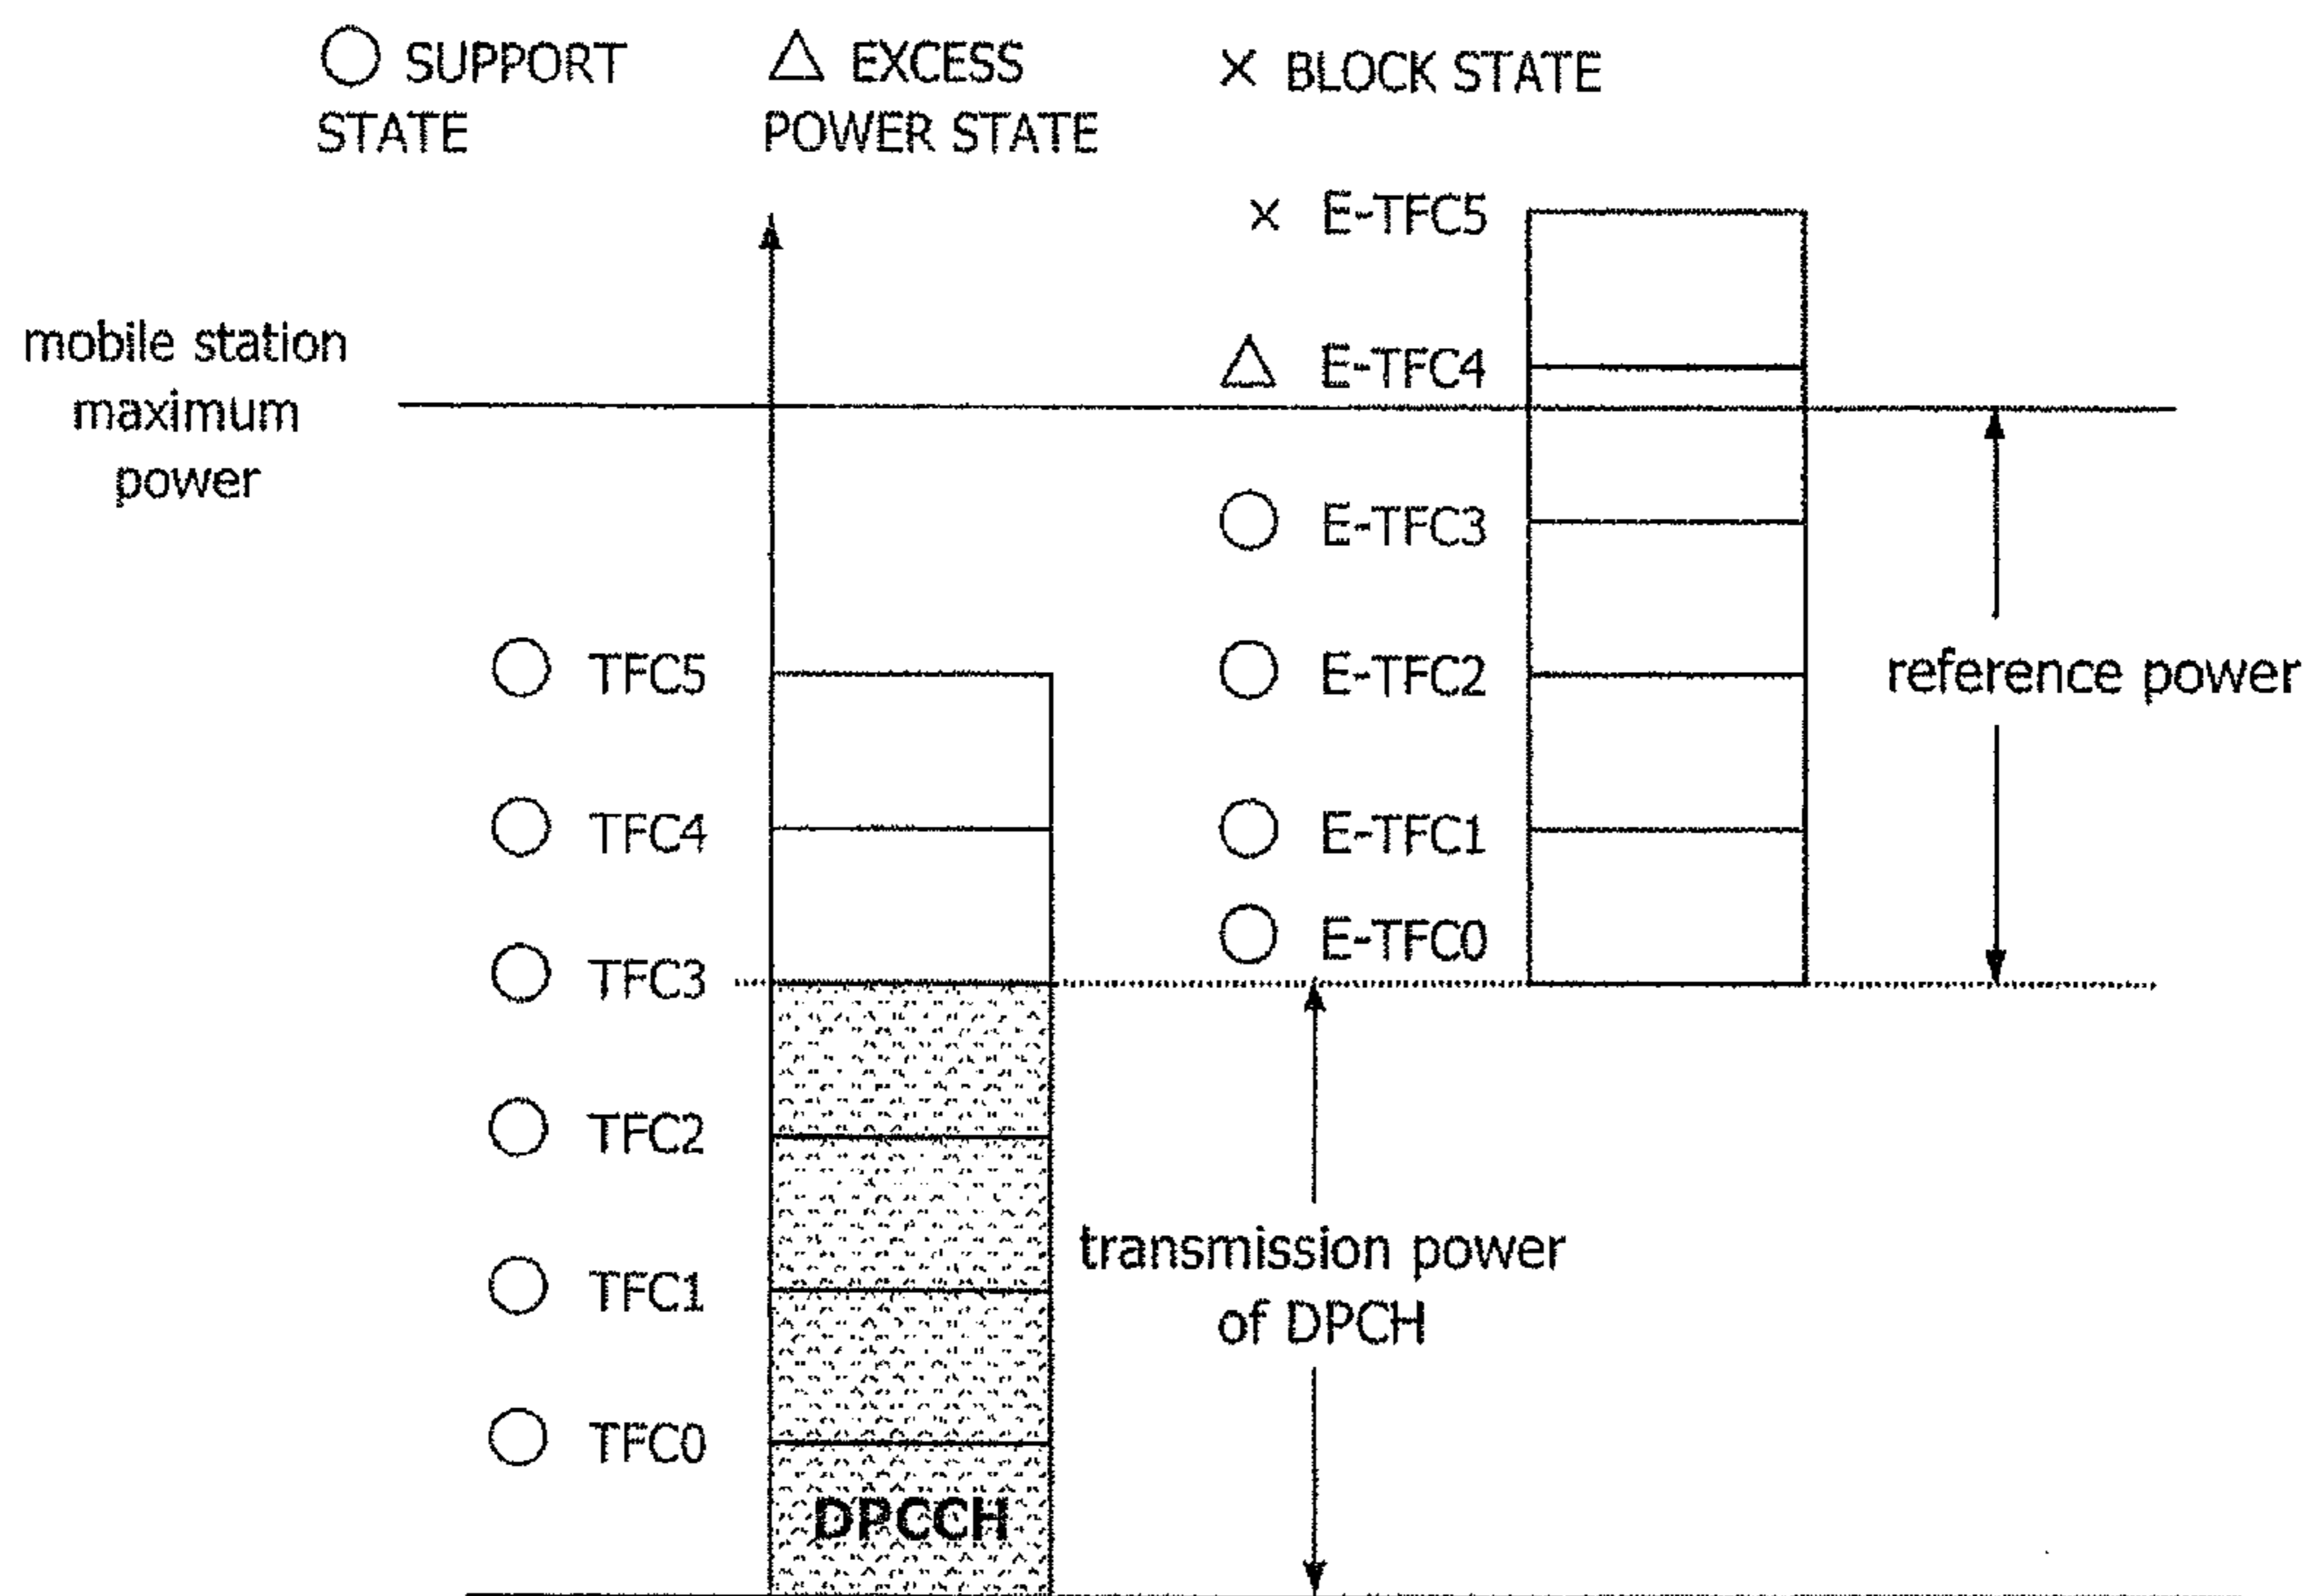 ○ SUPPORT
STATE
△ EXCESS
POWER STATE
× BLOCK STATE
mobile station
maximum
power
× E-TFC5
△ E-TFC4
○ E-TFC3
○ E-TFC2
○ E-TFC1
○ E-TFC0
reference power
○ TFC5
○ TFC4
○ TFC3
○ TFC2
○ TFC1
○ TFC0
DPCCH
transmission power
of DPCH